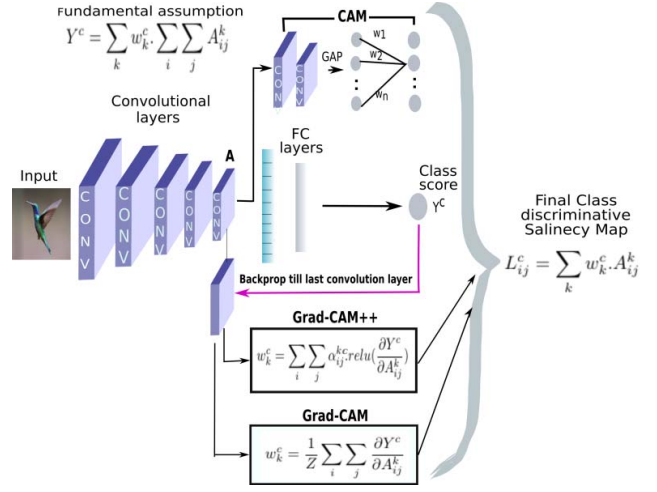 Fundamental assumption
Y^c = \sum_k w_k^c . \sum_i \sum_j A_{ij}^k
CAM
CONV
CONV
GAP
w1
w2
wn
Convolutional
layers
A
FC
layers
Input
CONV
CONV
CONV
CONV
CONV
Class
score
Y^c
Final Class
discriminative
Salinecy Map
L_{ij}^c = \sum_k w_k^c . A_{ij}^k
Backprop till last convolution layer
Grad-CAM++
w_k^c = \sum_i \sum_j \alpha_{ij}^{kc} .relu(\frac{\partial Y^c}{\partial A_{ij}^k})
Grad-CAM
w_k^c = \frac{1}{Z} \sum_i \sum_j \frac{\partial Y^c}{\partial A_{ij}^k}